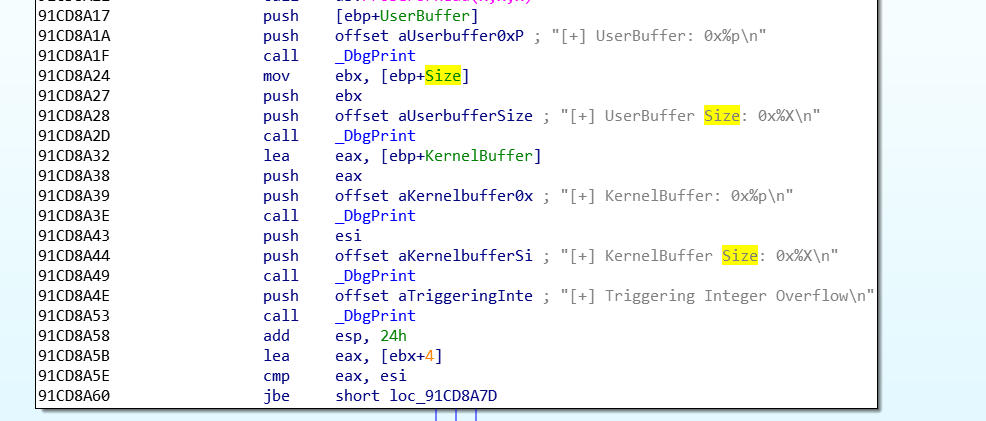 91CD8A17 push [ebp+UserBuffer]
91CD8A1A push offset aUserbuffer0xP ; "[+] UserBuffer: 0x%p\n"
91CD8A1F call _DbgPrint
91CD8A24 mov ebx, [ebp+Size]
91CD8A27 push ebx
91CD8A28 push offset aUserbufferSize ; "[+] UserBuffer Size: 0x%X\n"
91CD8A2D call _DbgPrint
91CD8A32 lea eax, [ebp+KernelBuffer]
91CD8A38 push eax
91CD8A39 push offset aKernelbuffer0x ; "[+] KernelBuffer: 0x%p\n"
91CD8A3E call _DbgPrint
91CD8A43 push esi
91CD8A44 push offset aKernelbufferSi ; "[+] KernelBuffer Size: 0x%X\n"
91CD8A49 call _DbgPrint
91CD8A4E push offset aTriggeringInte ; "[+] Triggering Integer Overflow\n"
91CD8A53 call _DbgPrint
91CD8A58 add esp, 24h
91CD8A5B lea eax, [ebx+4]
91CD8A5E cmp eax, esi
91CD8A60 jbe short loc_91CD8A7D